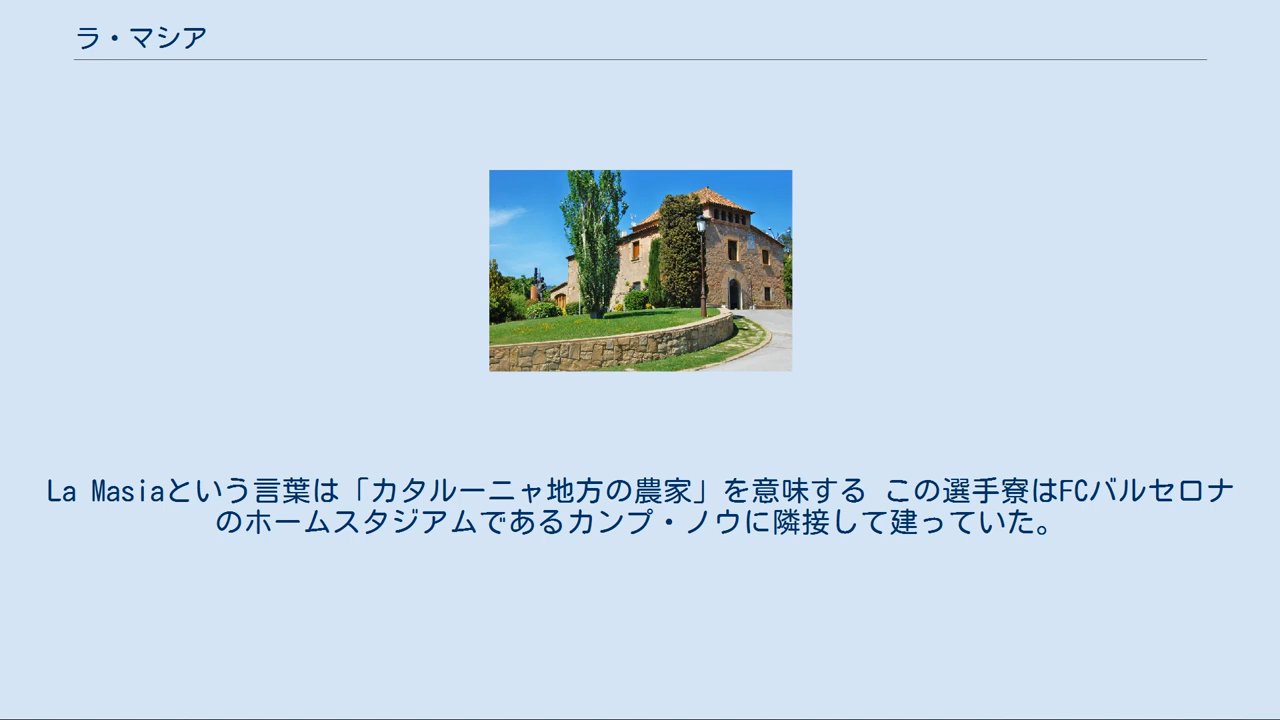 ラ・マシア
La Masiaという言葉は「カタルーニャ地方の農家」を意味する この選手寮はFCバルセロナ
のホームスタジアムであるカンプ・ノウに隣接して建っていた。